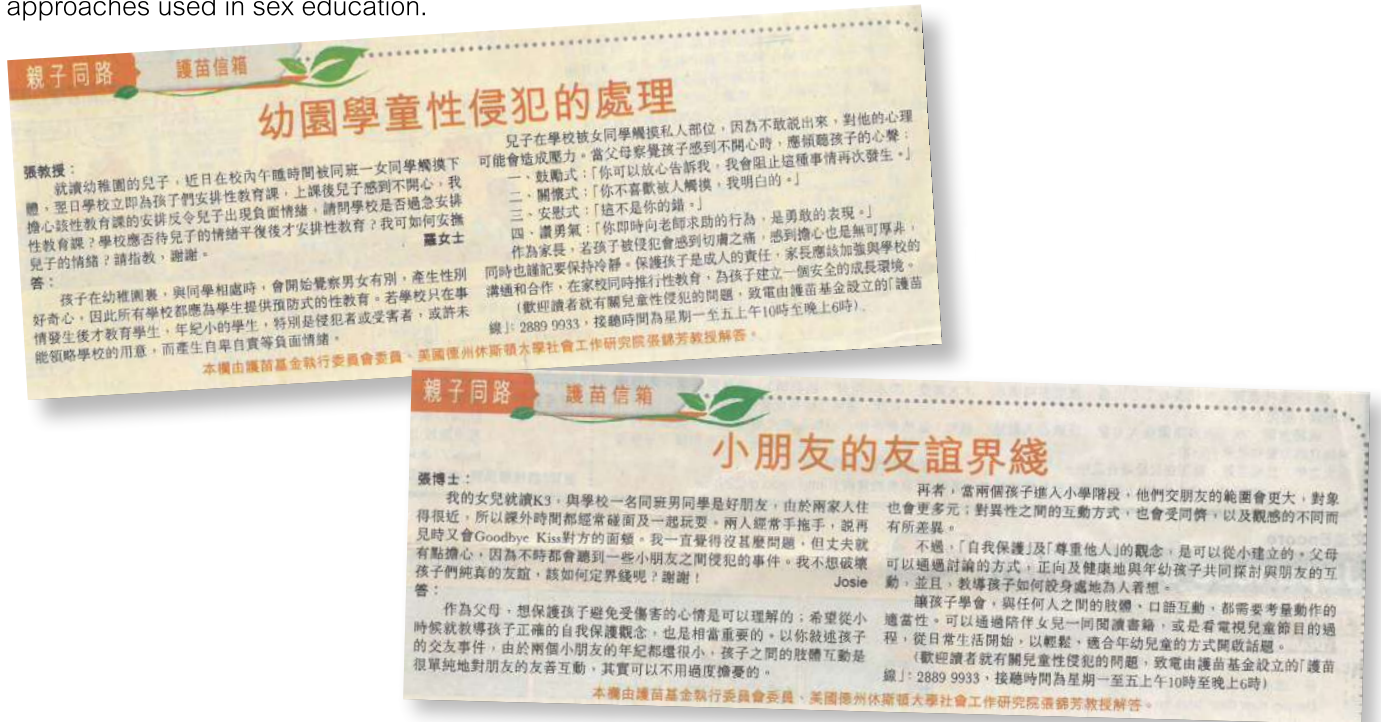 approaches used in sex education.
親子同路
護苗信箱
幼園學童性侵犯的處理
張教授：
就讀幼稚園的兒子，近日在校內午睡時間被同班一女同學觸摸下
體，翌日學校立即為孩子們安排性教育課，上課後兒子感到不開心，我
擔心該性教育課的安排反令兒子出現負面情緒，請問學校是否過急安排
性教育課？學校應否待兒子的情緒平復後才安排性教育？我可如何安撫
兒子的情緒？請指教，謝謝。
羅女士
答：
孩子在幼稚園裏，與同學相處時，會開始覺察男女有別，產生性別
好奇心，因此所有學校都應為學生提供預防式的性教育。若學校只在事
情發生後才教育學生，年紀小的學生，特別是侵犯者或受害者，或許未
能領略學校的用意，而產生自卑自責等負面情緒。
兒子在學校被女同學觸摸私人部位，因為不敢説出來，對他的心理
可能會造成壓力。當父母察覺孩子感到不開心時，應傾聽孩子的心聲：
一、鼓勵式：「你可以放心告訴我，我會阻止這種事情再次發生。」
二、關懷式：「你不喜歡被人觸摸，我明白的。」
三、安慰式：「這不是你的錯。」
四、讚勇氣：「你即時向老師求助的行為，是勇敢的表現。」
作為家長，若孩子被侵犯會感到切膚之痛，感到擔心也是無可厚非，
同時也謹記要保持冷靜。保護孩子是成人的責任，家長應該加強與學校的
溝通和合作，在家校同時推行性教育，為孩子建立一個安全的成長環境。
(歡迎讀者就有關兒童性侵犯的問題，致電由護苗基金設立的「護苗
線」：2889 9933，接聽時間為星期一至五上午10時至晚上6時)
本欄由護苗基金執行委員會委員、美國德州休斯頓大學社會工作研究院張錦芳教授解答。
親子同路
護苗信箱
小朋友的友誼界綫
張博士：
我的女兒就讀K3，與學校一名同班男同學是好朋友，由於兩家人住
得很近，所以課外時間都經常碰面及一起玩耍。兩人經常手拖手，説再
見時又會Goodbye Kiss對方的面頰。我一直覺得沒甚麼問題，但丈夫就
有點擔心，因為不時都會聽到一些小朋友之間侵犯的事件。我不想破壞
孩子們純真的友誼，該如何定界綫呢？謝謝！
Josie
答：
作為父母，想保護孩子避免受傷害的心情是可以理解的；希望從小
時候就教導孩子正確的自我保護觀念，也是相當重要的。以你敍述孩子
的交友事件，由於兩個小朋友的年紀都還很小，孩子之間的肢體互動是
很單純地對朋友的友善互動，其實可以不用過度擔憂的。
再者，當兩個孩子進入小學階段，他們交朋友的範圍會更大，對象
也會更多元；對異性之間的互動方式，也會受同儕，以及觀感的不同而
有所差異。
不過，「自我保護」及「尊重他人」的觀念，是可以從小建立的。父母
可以通過討論的方式，正向及健康地與年幼孩子共同探討與朋友的互
動，並且，教導孩子如何設身處地為人着想。
讓孩子學會，與任何人之間的肢體、口語互動，都需要考量動作的
適當性。可以通過陪伴女兒一同閱讀書籍，或是看電視兒童節目的過
程，從日常生活開始，以輕鬆、適合年幼兒童的方式開啟話題。
(歡迎讀者就有關兒童性侵犯的問題，致電由護苗基金設立的「護苗
線」：2889 9933，接聽時間為星期一至五上午10時至晚上6時)
本欄由護苗基金執行委員會委員、美國德州休斯頓大學社會工作研究院張錦芳教授解答。